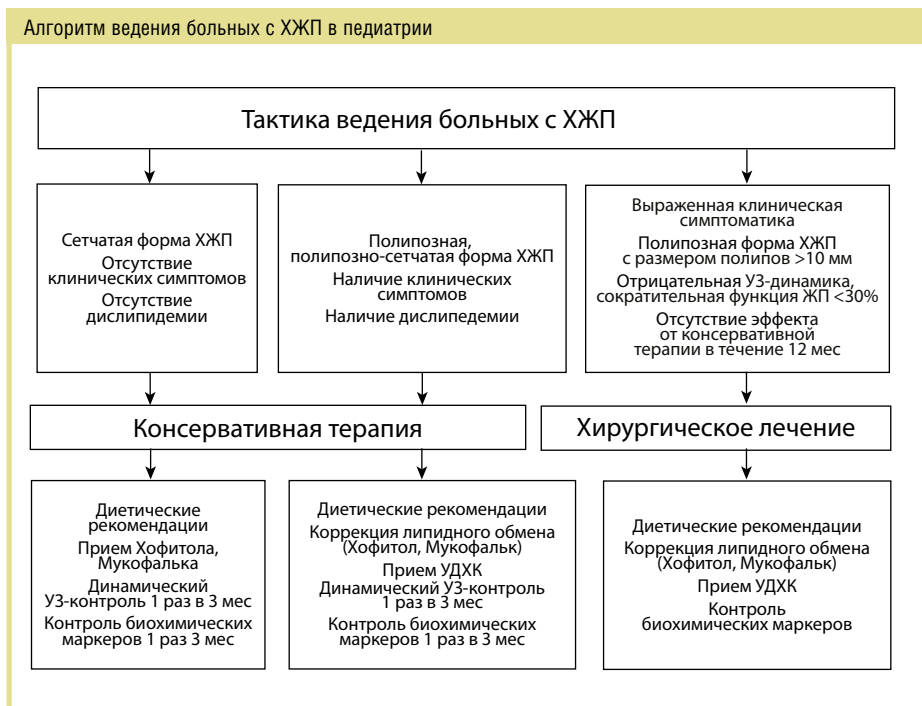 Алгоритм ведения больных с ХЖП в педиатрии
Тактика ведения больных с ХЖП
Сетчатая форма ХЖП
Отсутствие
клинических симптомов
Отсутствие
дислипидемии
Полипозная,
полипозно-сетчатая форма ХЖП
Наличие клинических
симптомов
Наличие дислипедемии
Выраженная клиническая
симптоматика
Полипозная форма ХЖП
с размером полипов >10 мм
Отрицательная УЗ-динамика,
сократительная функция ЖП <30%
Отсутствие эффекта
от консервативной
терапии в течение 12 мес
Консервативная терапия
Хирургическое лечение
Диетические
рекомендации
Прием Хофитола,
Мукофалька
Динамический
УЗ-контроль 1 раз в 3 мес
Контроль биохимических
маркеров 1 раз 3 мес
Диетические рекомендации
Коррекция липидного обмена
(Хофитол, Мукофальк)
Прием УДХК
Динамический УЗ-контроль
1 раз в 3 мес
Контроль биохимических
маркеров 1 раз в 3 мес
Диетические рекомендации
Коррекция липидного обмена
(Хофитол, Мукофальк)
Прием УДХК
Контроль
биохимических маркеров